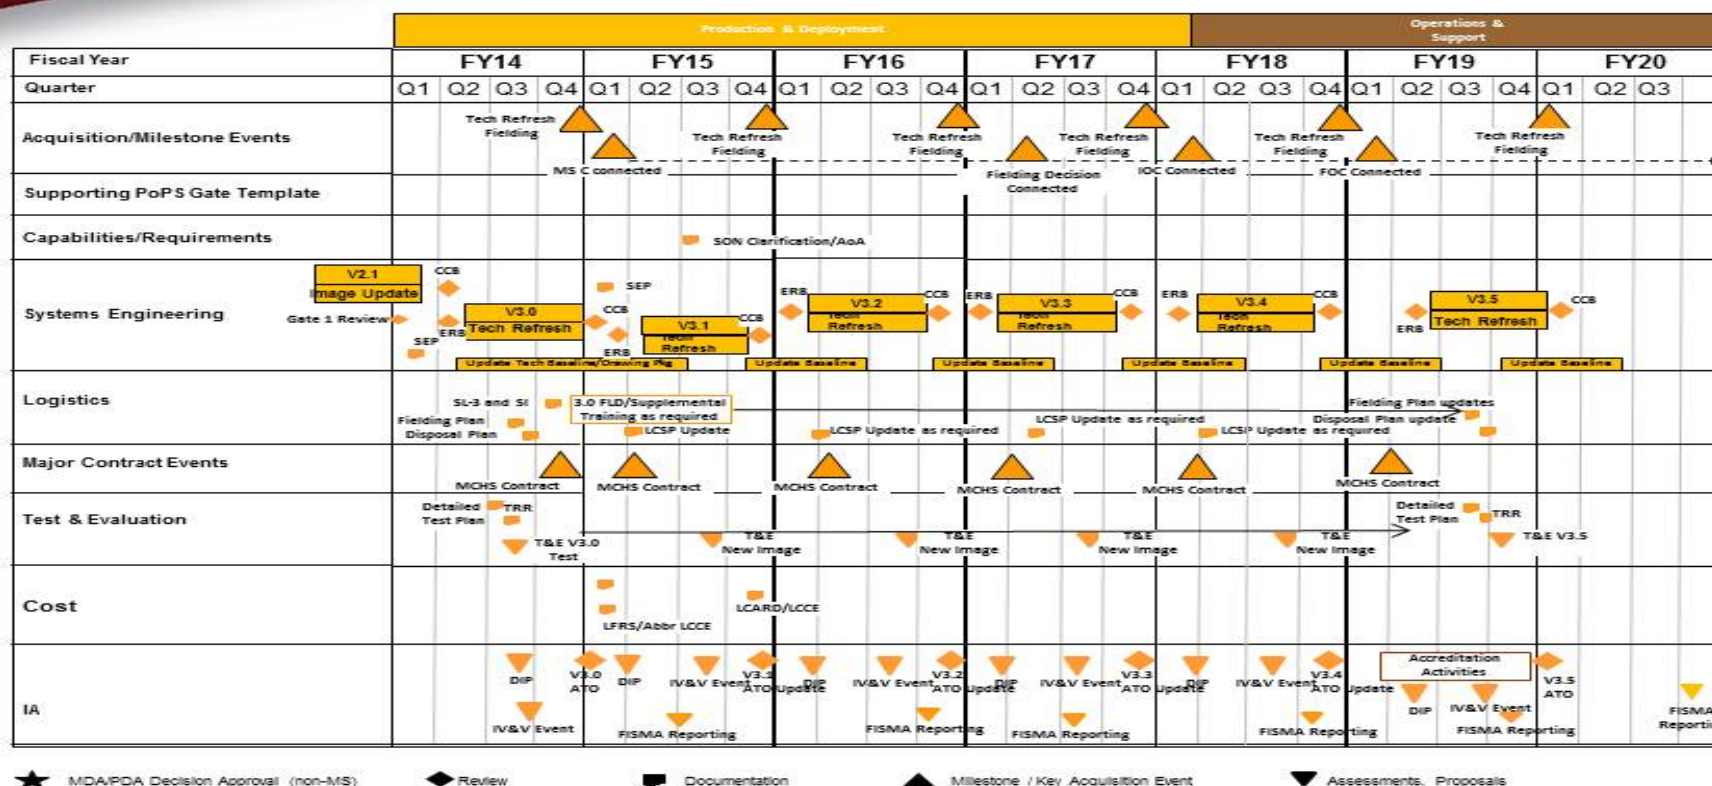 Production & Deployment
Operations &
Support
Fiscal Year
FY14 FY15 FY16 FY17 FY18 FY19 FY20
Quarter
Q1 Q2 Q3 Q4 Q1 Q2 Q3 Q4 Q1 Q2 Q3 Q4 Q1 Q2 Q3 Q4 Q1 Q2 Q3 Q4 Q1 Q2 Q3 Q4 Q1 Q2 Q3
Acquisition/Milestone Events
Tech Refresh
Fielding
MS C connected
Tech Refresh
Fielding
Tech Refresh
Fielding
Fielding Decision
Connected
Tech Refresh
Fielding
IOC Connected
Tech Refresh
Fielding
FOC Connected
Tech Refresh
Fielding
Supporting PoPS Gate Template
Capabilities/Requirements
SON Clarification/AoA
Systems Engineering
V2.1
Image Update
Gate 1 Review
CCB
SEP
ERB
V3.0
Tech Refresh
SEP
CCB
ERB
V3.1
Tech
Refresh
CCB
ERB
V3.2
Tech
Refresh
CCB
ERB
V3.3
Tech
Refresh
CCB
ERB
V3.4
Tech
Refresh
CCB
ERB
V3.5
Tech Refresh
CCB
Update Tech Baseline/Drawing Pkg
Update Baseline
Update Baseline
Update Baseline
Update Baseline
Update Baseline
Logistics
SL-3 and SI
Fielding Plan
Disposal Plan
3.0 FLD/Supplemental
Training as required
LCSP Update
LCSP Update as required
LCSP Update as required
LCSP Update as required
Fielding Plan updates
Disposal Plan update
Major Contract Events
MCHS Contract
MCHS Contract
MCHS Contract
MCHS Contract
MCHS Contract
MCHS Contract
Test & Evaluation
Detailed
Test Plan
TRR
T&E V3.0
Test
T&E
New Image
T&E
New Image
T&E
New Image
T&E
New Image
Detailed
Test Plan
TRR
T&E V3.5
Cost
LFRS/Abbr LCCE
LCARD/LCCE
IA
DIP
IV&V Event
V3.0
ATO
DIP
IV&V Event
FISMA Reporting
V3.1
ATO Update
DIP
IV&V Event
FISMA Reporting
V3.2
ATO Update
DIP
IV&V Event
FISMA Reporting
V3.3
ATO Update
DIP
IV&V Event
FISMA Reporting
V3.4
ATO Update
Accreditation
Activities
DIP
IV&V Event
FISMA Reporting
V3.5
ATO
FISMA
Reporti
MDA/PDA Decision Approval (non-MS)
Review
Documentation
Milestone / Key Acquisition Event
Assessments, Proposals